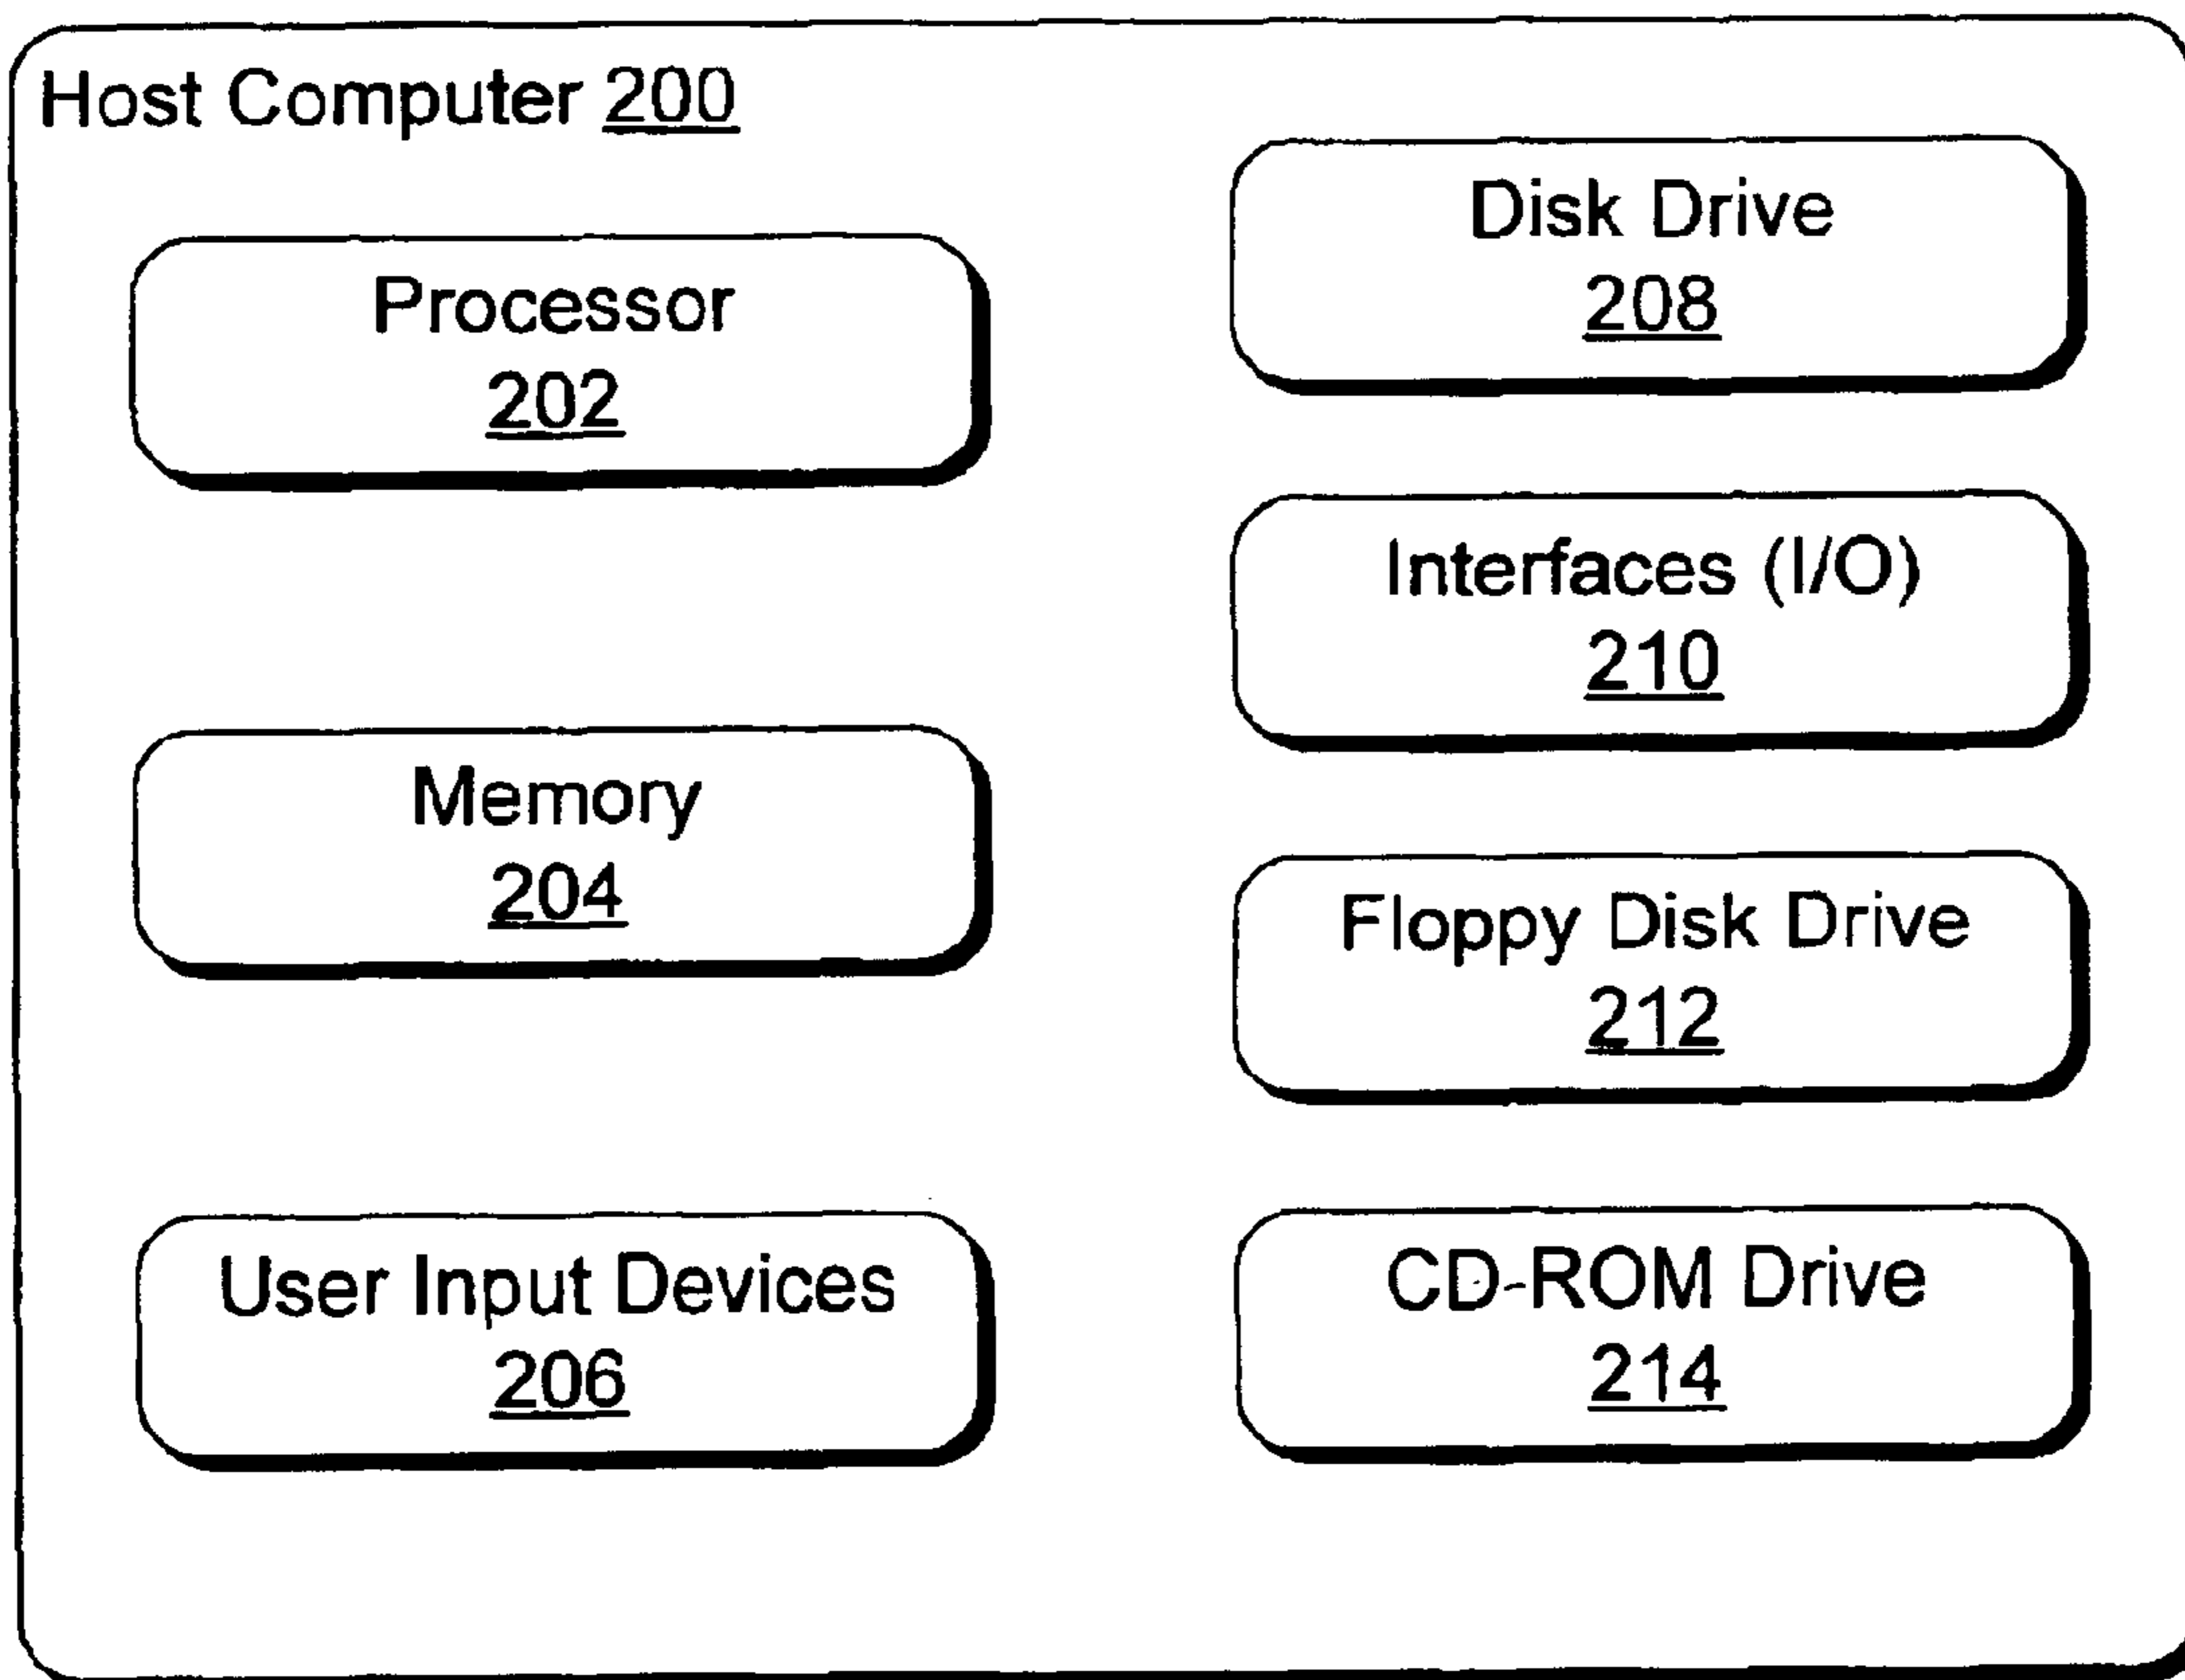 Host Computer 200
Processor
202
Memory
204
User Input Devices
206
Disk Drive
208
Interfaces (I/O)
210
Floppy Disk Drive
212
CD-ROM Drive
214